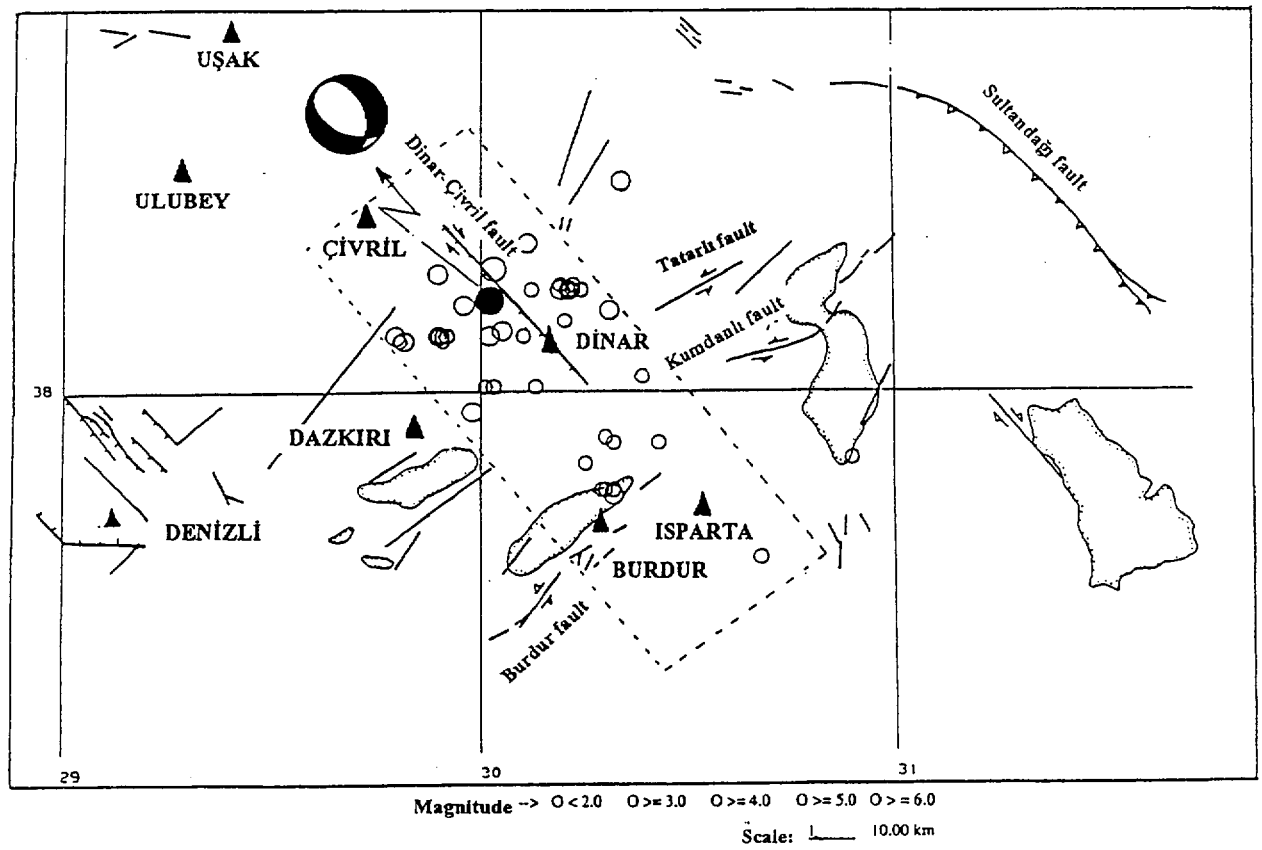 UŞAK
Sultandağı fault
Dinar-Çivril fault
ULUBEY
ÇİVRİL
Tatarlı fault
DİNAR
Kumdanlı fault
38
DAZKIRI
DENİZLİ
ISPARTA
BURDUR
Burdur fault
29
30
31
Magnitude --> O < 2.0 O >= 3.0 O >= 4.0 O >= 5.0 O >= 6.0
Scale: 10.00 km